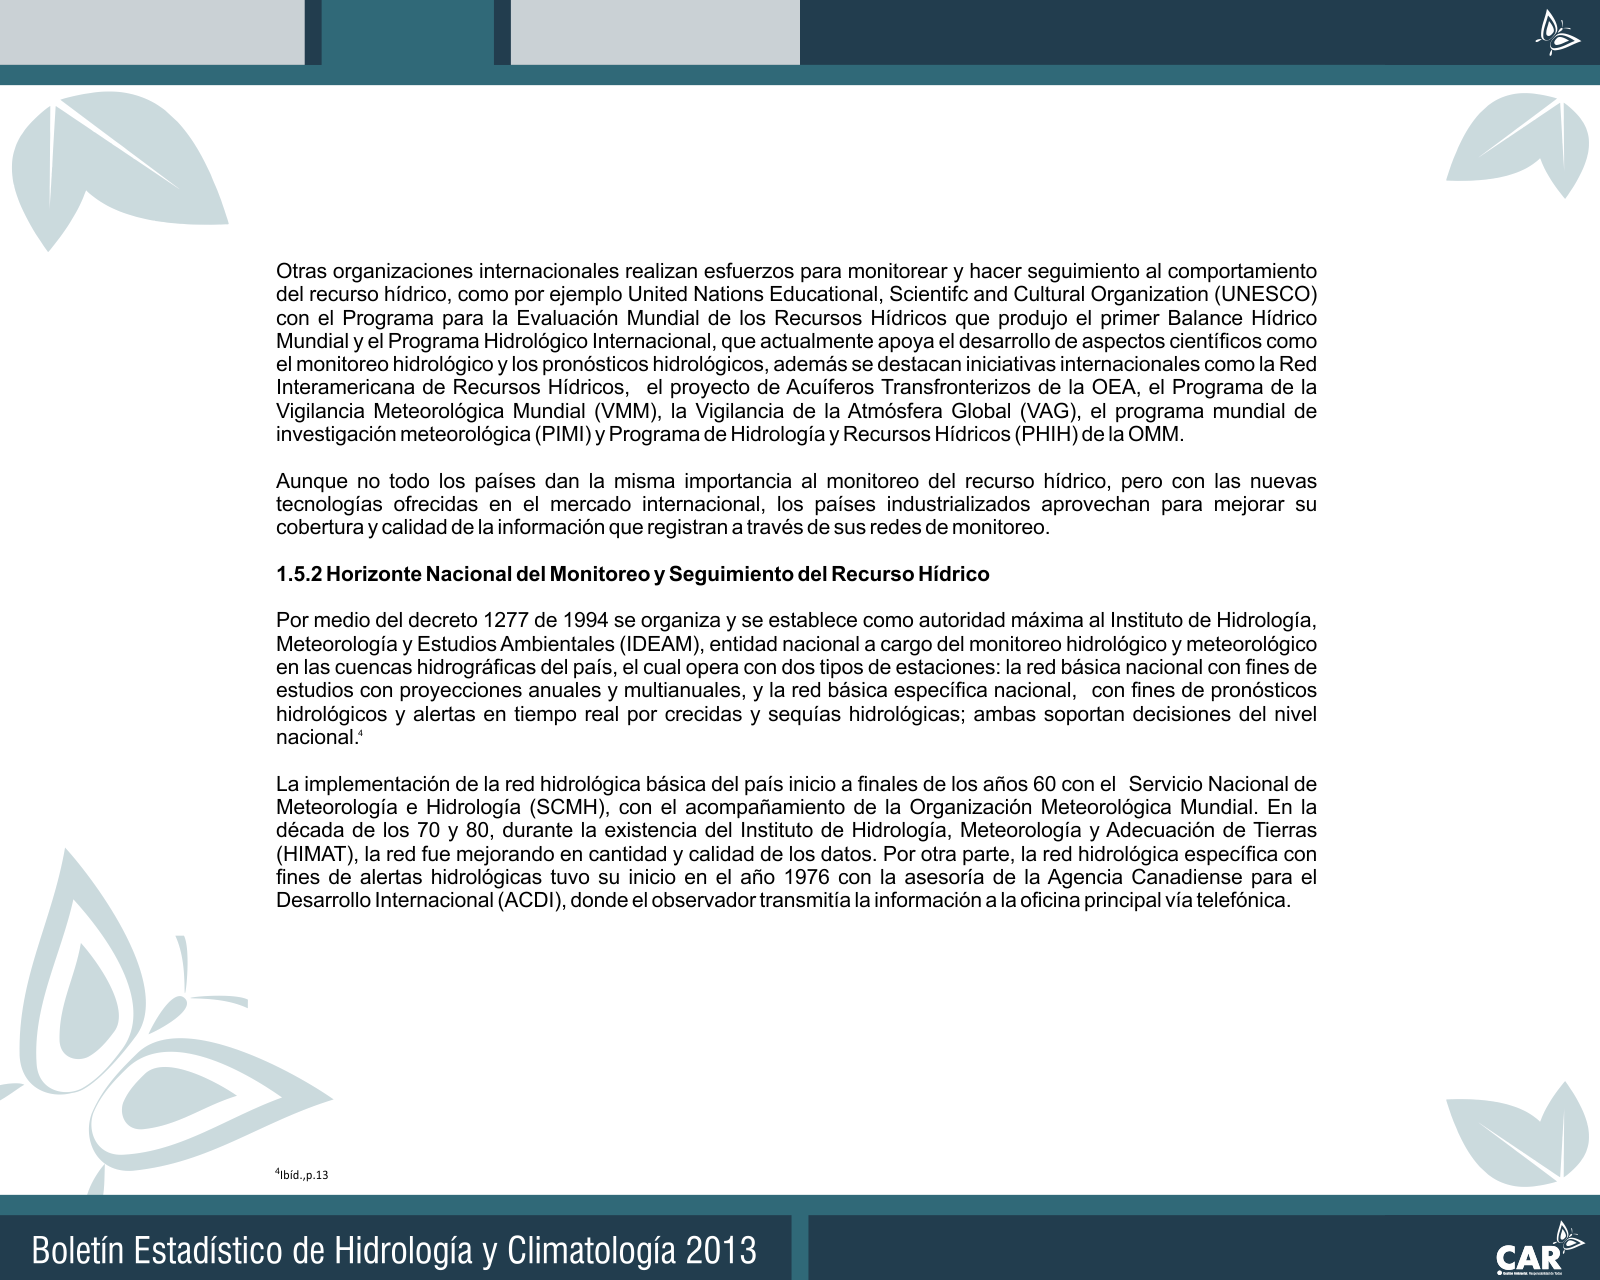 Otras organizaciones internacionales realizan esfuerzos para monitorear y hacer seguimiento al comportamiento
del recurso hídrico, como por ejemplo United Nations Educational, Scientifc and Cultural Organization (UNESCO)
con el Programa para la Evaluación Mundial de los Recursos Hídricos que produjo el primer Balance Hídrico
Mundial y el Programa Hidrológico Internacional, que actualmente apoya el desarrollo de aspectos científicos como
el monitoreo hidrológico y los pronósticos hidrológicos, además se destacan iniciativas internacionales como la Red
Interamericana de Recursos Hídricos, el proyecto de Acuíferos Transfronterizos de la OEA, el Programa de la
Vigilancia Meteorológica Mundial (VMM), la Vigilancia de la Atmósfera Global (VAG), el programa mundial de
investigación meteorológica (PIMI) y Programa de Hidrología y Recursos Hídricos (PHIH) de la OMM.
Aunque no todo los países dan la misma importancia al monitoreo del recurso hídrico, pero con las nuevas
tecnologías ofrecidas en el mercado internacional, los países industrializados aprovechan para mejorar su
cobertura y calidad de la información que registran a través de sus redes de monitoreo.
1.5.2 Horizonte Nacional del Monitoreo y Seguimiento del Recurso Hídrico
Por medio del decreto 1277 de 1994 se organiza y se establece como autoridad máxima al Instituto de Hidrología,
Meteorología y Estudios Ambientales (IDEAM), entidad nacional a cargo del monitoreo hidrológico y meteorológico
en las cuencas hidrográficas del país, el cual opera con dos tipos de estaciones: la red básica nacional con fines de
estudios con proyecciones anuales y multianuales, y la red básica específica nacional, con fines de pronósticos
hidrológicos y alertas en tiempo real por crecidas y sequías hidrológicas; ambas soportan decisiones del nivel
nacional.⁴
La implementación de la red hidrológica básica del país inicio a finales de los años 60 con el Servicio Nacional de
Meteorología e Hidrología (SCMH), con el acompañamiento de la Organización Meteorológica Mundial. En la
década de los 70 y 80, durante la existencia del Instituto de Hidrología, Meteorología y Adecuación de Tierras
(HIMAT), la red fue mejorando en cantidad y calidad de los datos. Por otra parte, la red hidrológica específica con
fines de alertas hidrológicas tuvo su inicio en el año 1976 con la asesoría de la Agencia Canadiense para el
Desarrollo Internacional (ACDI), donde el observador transmitía la información a la oficina principal vía telefónica.
⁴Ibíd.,p.13
Boletín Estadístico de Hidrología y Climatología 2013
CAR